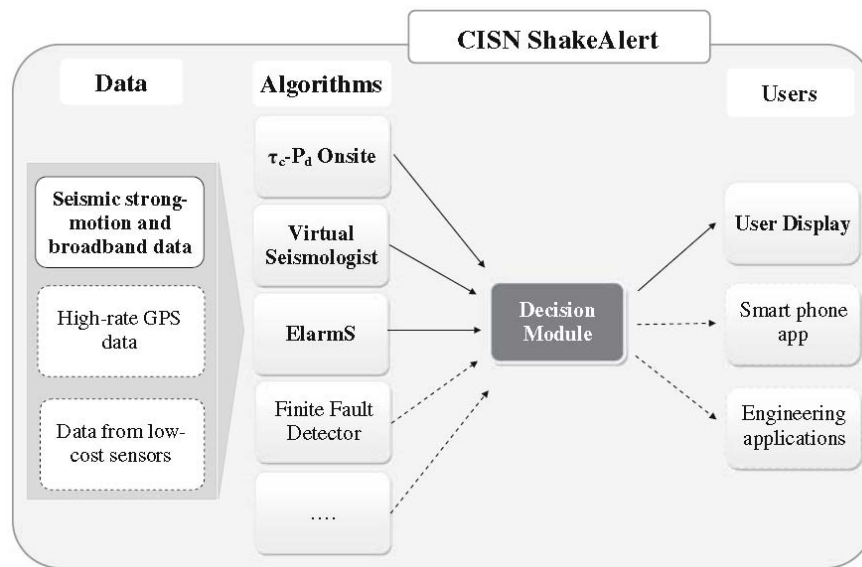 CISN ShakeAlert
Data
Algorithms
Users
Seismic strong-
motion and
broadband data
High-rate GPS
data
Data from low-
cost sensors
τc-Pd Onsite
Virtual
Seismologist
ElarmS
Finite Fault
Detector
....
Decision
Module
User Display
Smart phone
app
Engineering
applications